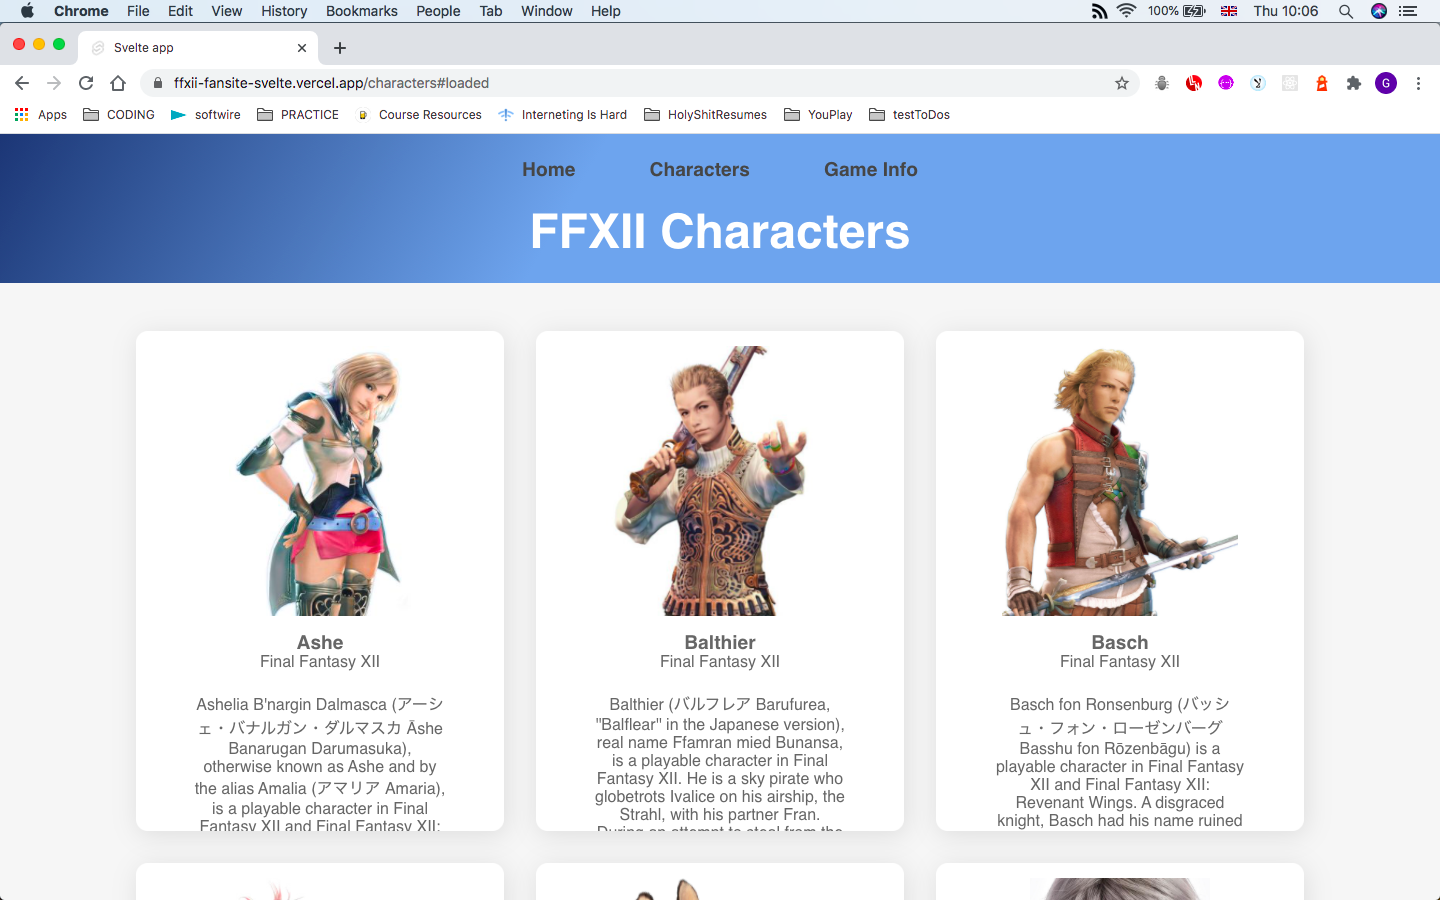 Chrome File Edit View History Bookmarks People Tab Window Help 100% Thu 10:06
Svelte app
ffxii-fansite-svelte.vercel.app/characters#loaded G
Apps CODING softwire PRACTICE Course Resources Interneting Is Hard HolyShitResumes YouPlay testToDos
Home Characters Game Info
FFXII Characters
Ashe
Final Fantasy XII
Ashelia B'nargin Dalmasca (アーシ
ェ・バナルガン・ダルマスカ Āshe
Banarugan Darumasuka),
otherwise known as Ashe and by
the alias Amalia (アマリア Amaria),
is a playable character in Final
Fantasy XII and Final Fantasy XII:
Balthier
Final Fantasy XII
Balthier (バルフレア Barufurea,
"Balflear" in the Japanese version),
real name Ffamran mied Bunansa,
is a playable character in Final
Fantasy XII. He is a sky pirate who
globetrots Ivalice on his airship, the
Strahl, with his partner Fran.
During an attempt to steal from the
Basch
Final Fantasy XII
Basch fon Ronsenburg (バッシ
ュ・フォン・ローゼンバーグ
Basshu fon Rōzenbāgu) is a
playable character in Final Fantasy
XII and Final Fantasy XII:
Revenant Wings. A disgraced
knight, Basch had his name ruined